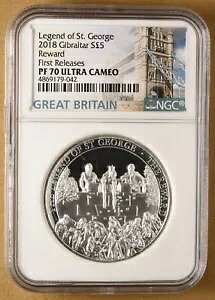 Legend of St. George
2018 Gibraltar S£5
Reward
First Releases
PF 70 ULTRA CAMEO
4869179-042
GREAT BRITAIN
NGC
LEGEND OF ST GEORGE - THE REWARD